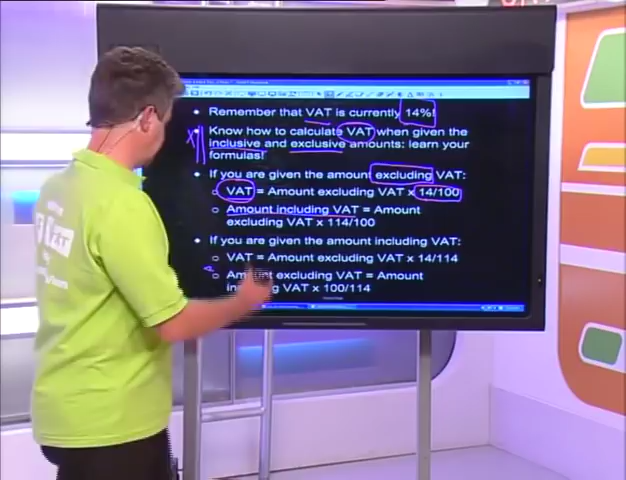 Remember that VAT is currently 14%!
Know how to calculate VAT when given the
inclusive and exclusive amounts: learn your
formulas!
If you are given the amount excluding VAT:
VAT = Amount excluding VAT x 14/100
Amount including VAT = Amount
excluding VAT x 114/100
If you are given the amount including VAT:
VAT = Amount including VAT x 14/114
Amount excluding VAT = Amount
including VAT x 100/114